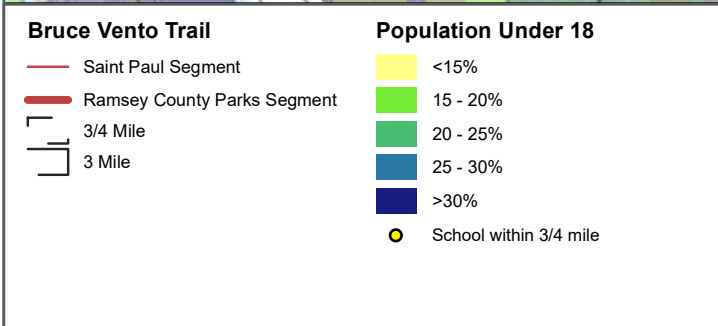 Bruce Vento Trail
Saint Paul Segment
Ramsey County Parks Segment
3/4 Mile
3 Mile
Population Under 18
<15%
15 - 20%
20 - 25%
25 - 30%
>30%
School within 3/4 mile